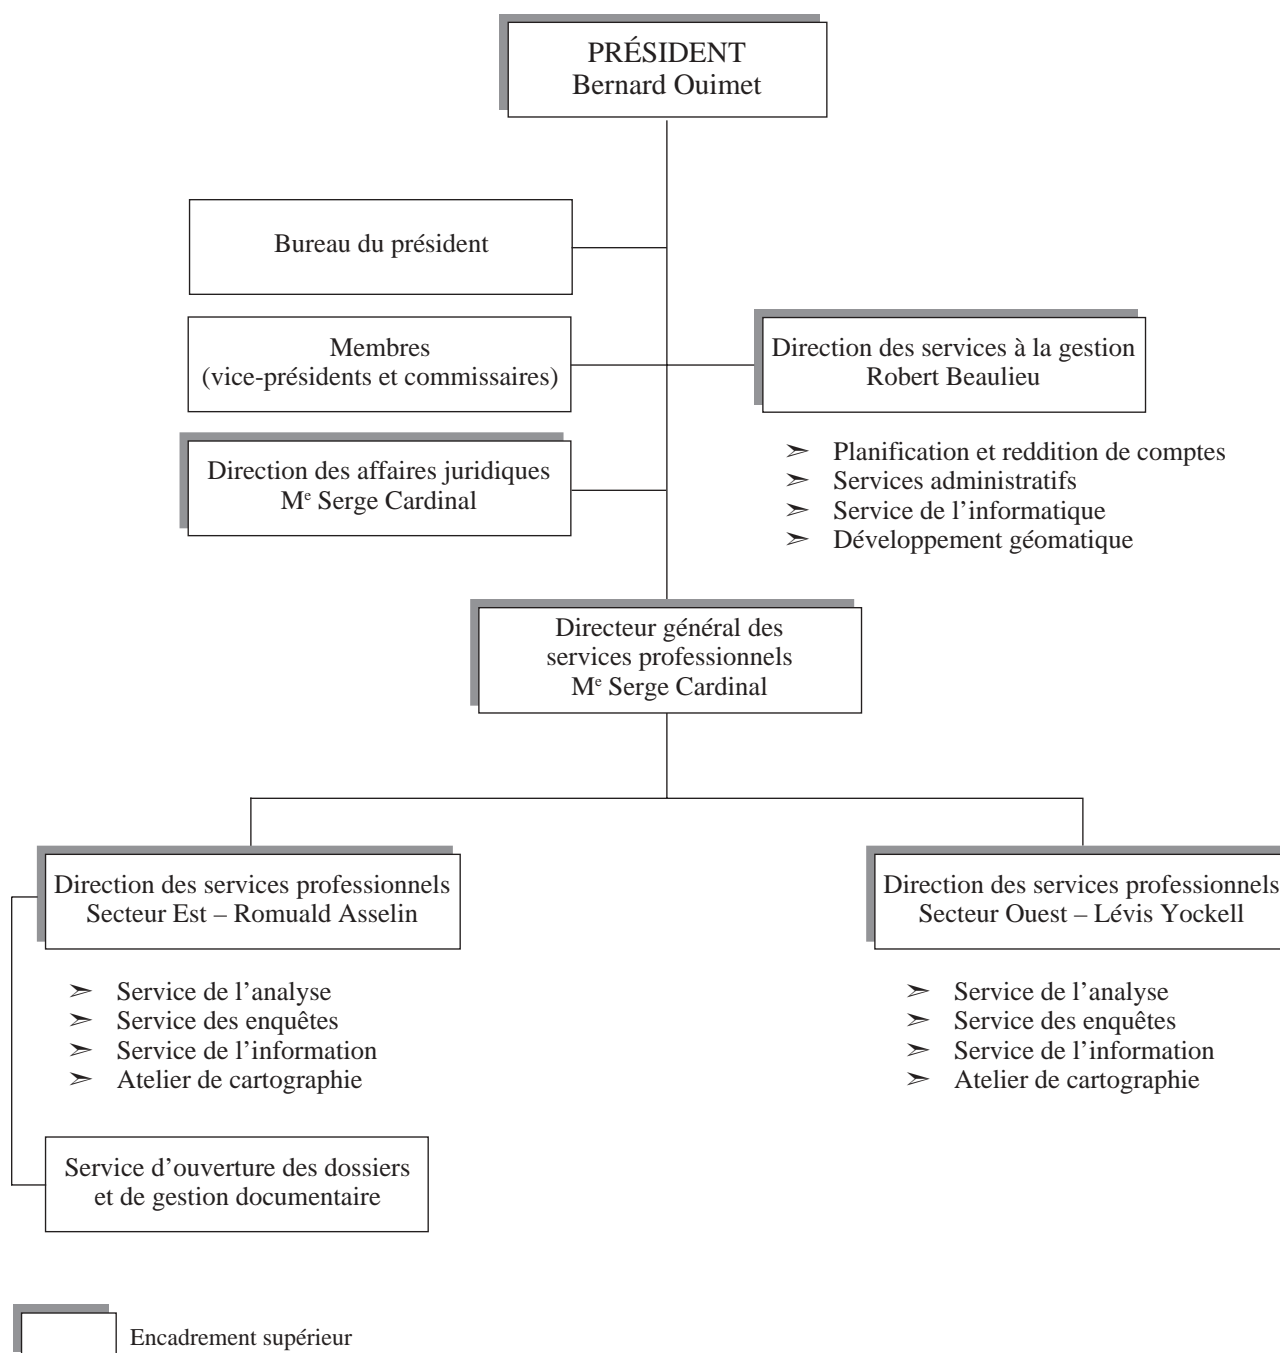 PRÉSIDENT
Bernard Ouimet
Bureau du président
Membres
(vice-présidents et commissaires)
Direction des services à la gestion
Robert Beaulieu
Direction des affaires juridiques
Mᵉ Serge Cardinal
➢ Planification et reddition de comptes
➢ Services administratifs
➢ Service de l’informatique
➢ Développement géomatique
Directeur général des
services professionnels
Mᵉ Serge Cardinal
Direction des services professionnels
Secteur Est – Romuald Asselin
➢ Service de l’analyse
➢ Service des enquêtes
➢ Service de l’information
➢ Atelier de cartographie
Service d’ouverture des dossiers
et de gestion documentaire
Direction des services professionnels
Secteur Ouest – Lévis Yockell
➢ Service de l’analyse
➢ Service des enquêtes
➢ Service de l’information
➢ Atelier de cartographie
Encadrement supérieur